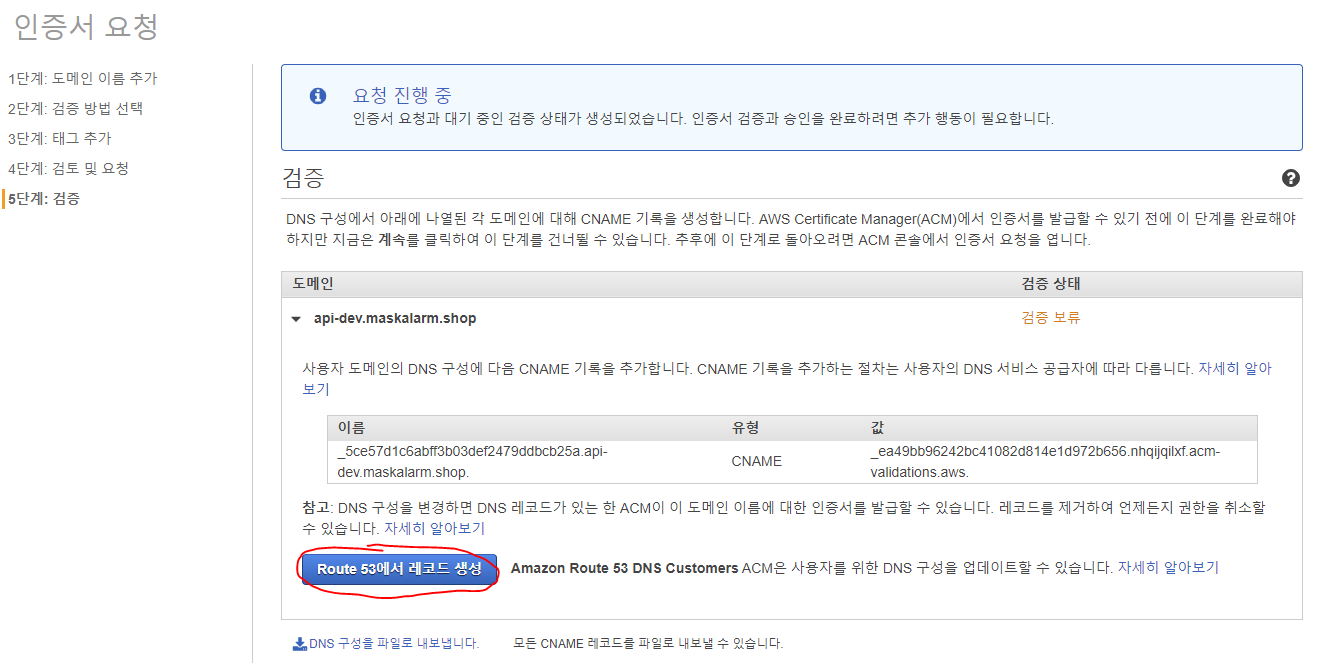 인증서 요청
1단계: 도메인 이름 추가
2단계: 검증 방법 선택
3단계: 태그 추가
4단계: 검토 및 요청
5단계: 검증
요청 진행 중
인증서 요청과 대기 중인 검증 상태가 생성되었습니다. 인증서 검증과 승인을 완료하려면 추가 행동이 필요합니다.
검증
DNS 구성에서 아래에 나열된 각 도메인에 대해 CNAME 기록을 생성합니다. AWS Certificate Manager(ACM)에서 인증서를 발급할 수 있기 전에 이 단계를 완료해야
하지만 지금은 계속를 클릭하여 이 단계를 건너뛸 수 있습니다. 추후에 이 단계로 돌아오려면 ACM 콘솔에서 인증서 요청을 엽니다.
도메인 검증 상태
api-dev.maskalarm.shop 검증 보류
사용자 도메인의 DNS 구성에 다음 CNAME 기록을 추가합니다. CNAME 기록을 추가하는 절차는 사용자의 DNS 서비스 공급자에 따라 다릅니다. 자세히 알아
보기
이름 유형 값
_5ce57d1c6abff3b03def2479ddbcb25a.api- _ea49bb96242bc41082d814e1d972b656.nhqijqilxf.acm-
CNAME
dev.maskalarm.shop. validations.aws.
참고: DNS 구성을 변경하면 DNS 레코드가 있는 한 ACM이 이 도메인 이름에 대한 인증서를 발급할 수 있습니다. 레코드를 제거하여 언제든지 권한을 취소할
수 있습니다. 자세히 알아보기
Route 53에서 레코드 생성 Amazon Route 53 DNS Customers ACM은 사용자를 위한 DNS 구성을 업데이트할 수 있습니다. 자세히 알아보기
DNS 구성을 파일로 내보냅니다. 모든 CNAME 레코드를 파일로 내보낼 수 있습니다.